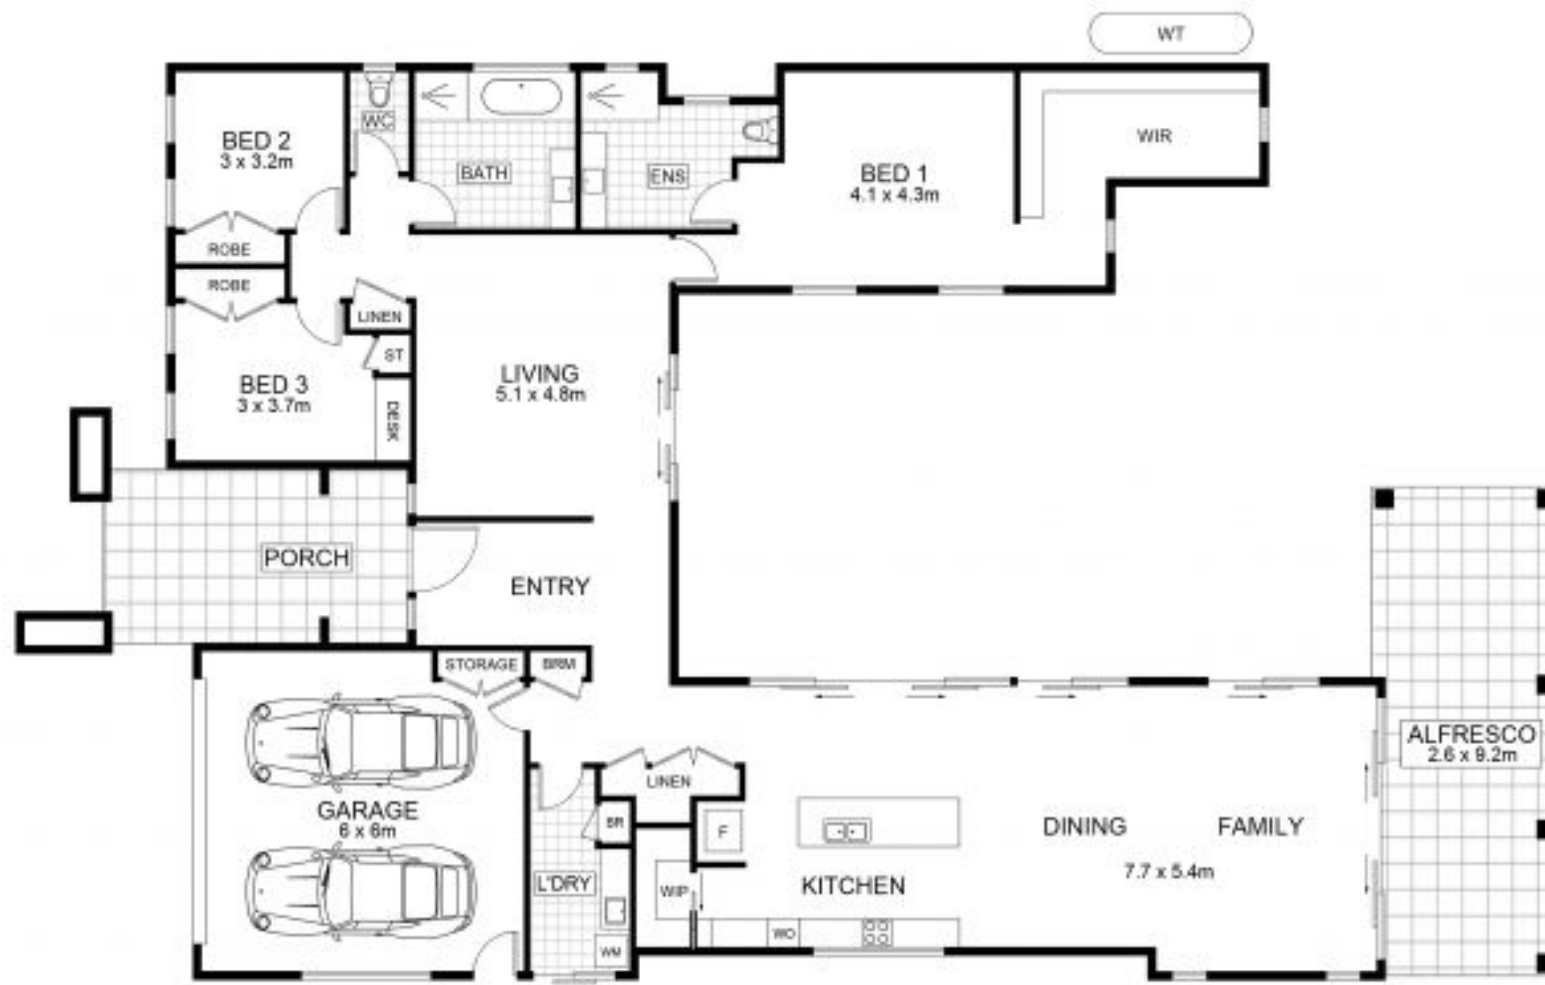 WT
BED 2
3 x 3.2m
WC
BATH
ENS
BED 1
4.1 x 4.3m
WIR
ROBE
ROBE
LINEN
ST
BED 3
3 x 3.7m
DESK
LIVING
5.1 x 4.8m
PORCH
ENTRY
STORAGE
BRM
ALFRESCO
2.6 x 9.2m
LINEN
GARAGE
6 x 6m
BR
F
DINING
FAMILY
7.7 x 5.4m
L'DRY
WIP
KITCHEN
WO
WM